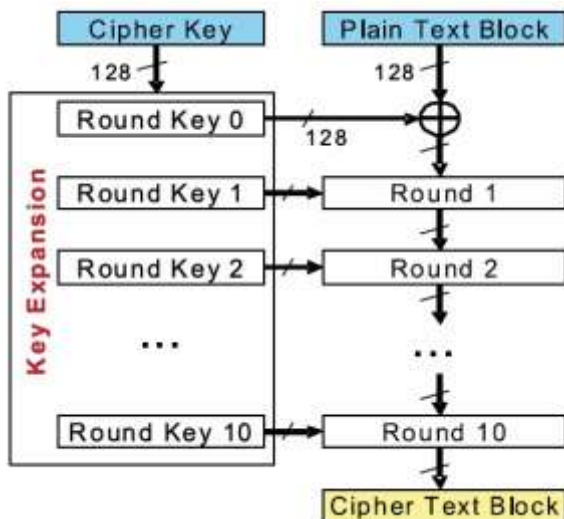 Cipher Key
Plain Text Block
128
128
Round Key 0
128
Round Key 1
Round 1
Round Key 2
Round 2
Key Expansion
...
...
Round Key 10
Round 10
Cipher Text Block